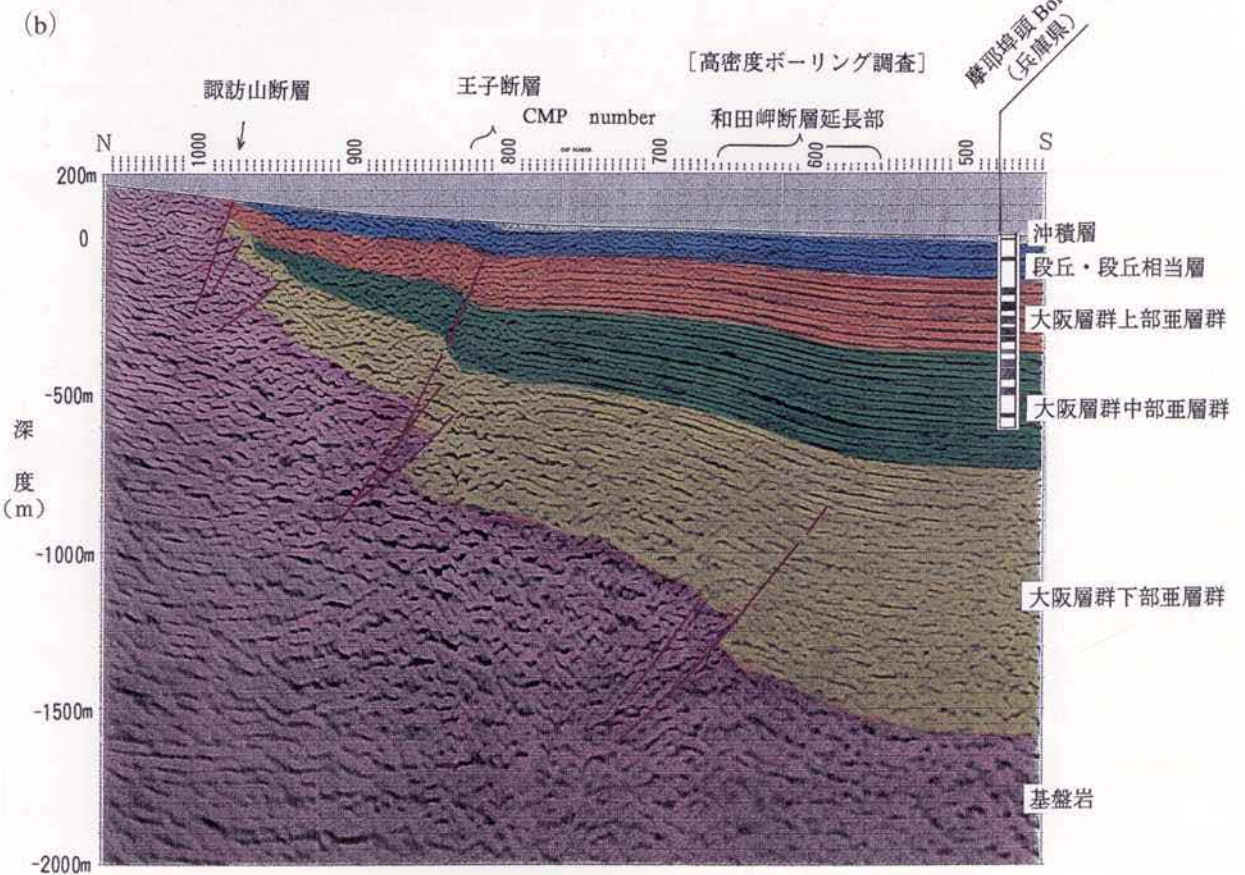 (b)
摩耶埠頭
(兵庫県)
[高密度ボーリング調査]
諏訪山断層
王子断層
CMP number
和田岬断層延長部
N
1000
900
800
700
600
500
S
200m
0
-500m
-1000m
-1500m
-2000m
深
度
(m)
沖積層
段丘・段丘相当層
大阪層群上部亜層群
大阪層群中部亜層群
大阪層群下部亜層群
基盤岩